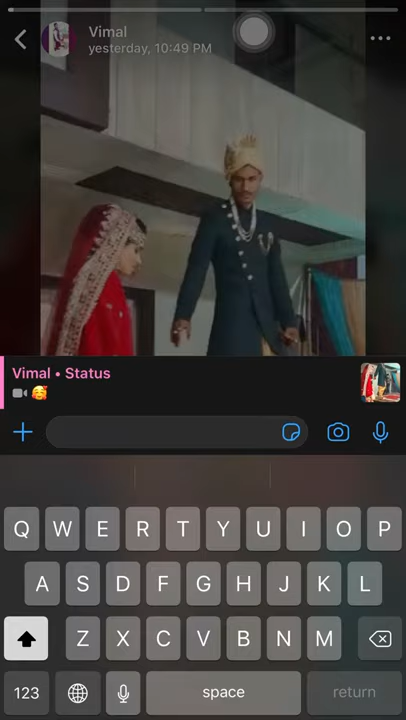 Vimal
yesterday, 10:49 PM
Vimal • Status
🥰
Q W E R T Y U I O P
A S D F G H J K L
Z X C V B N M
123 space return